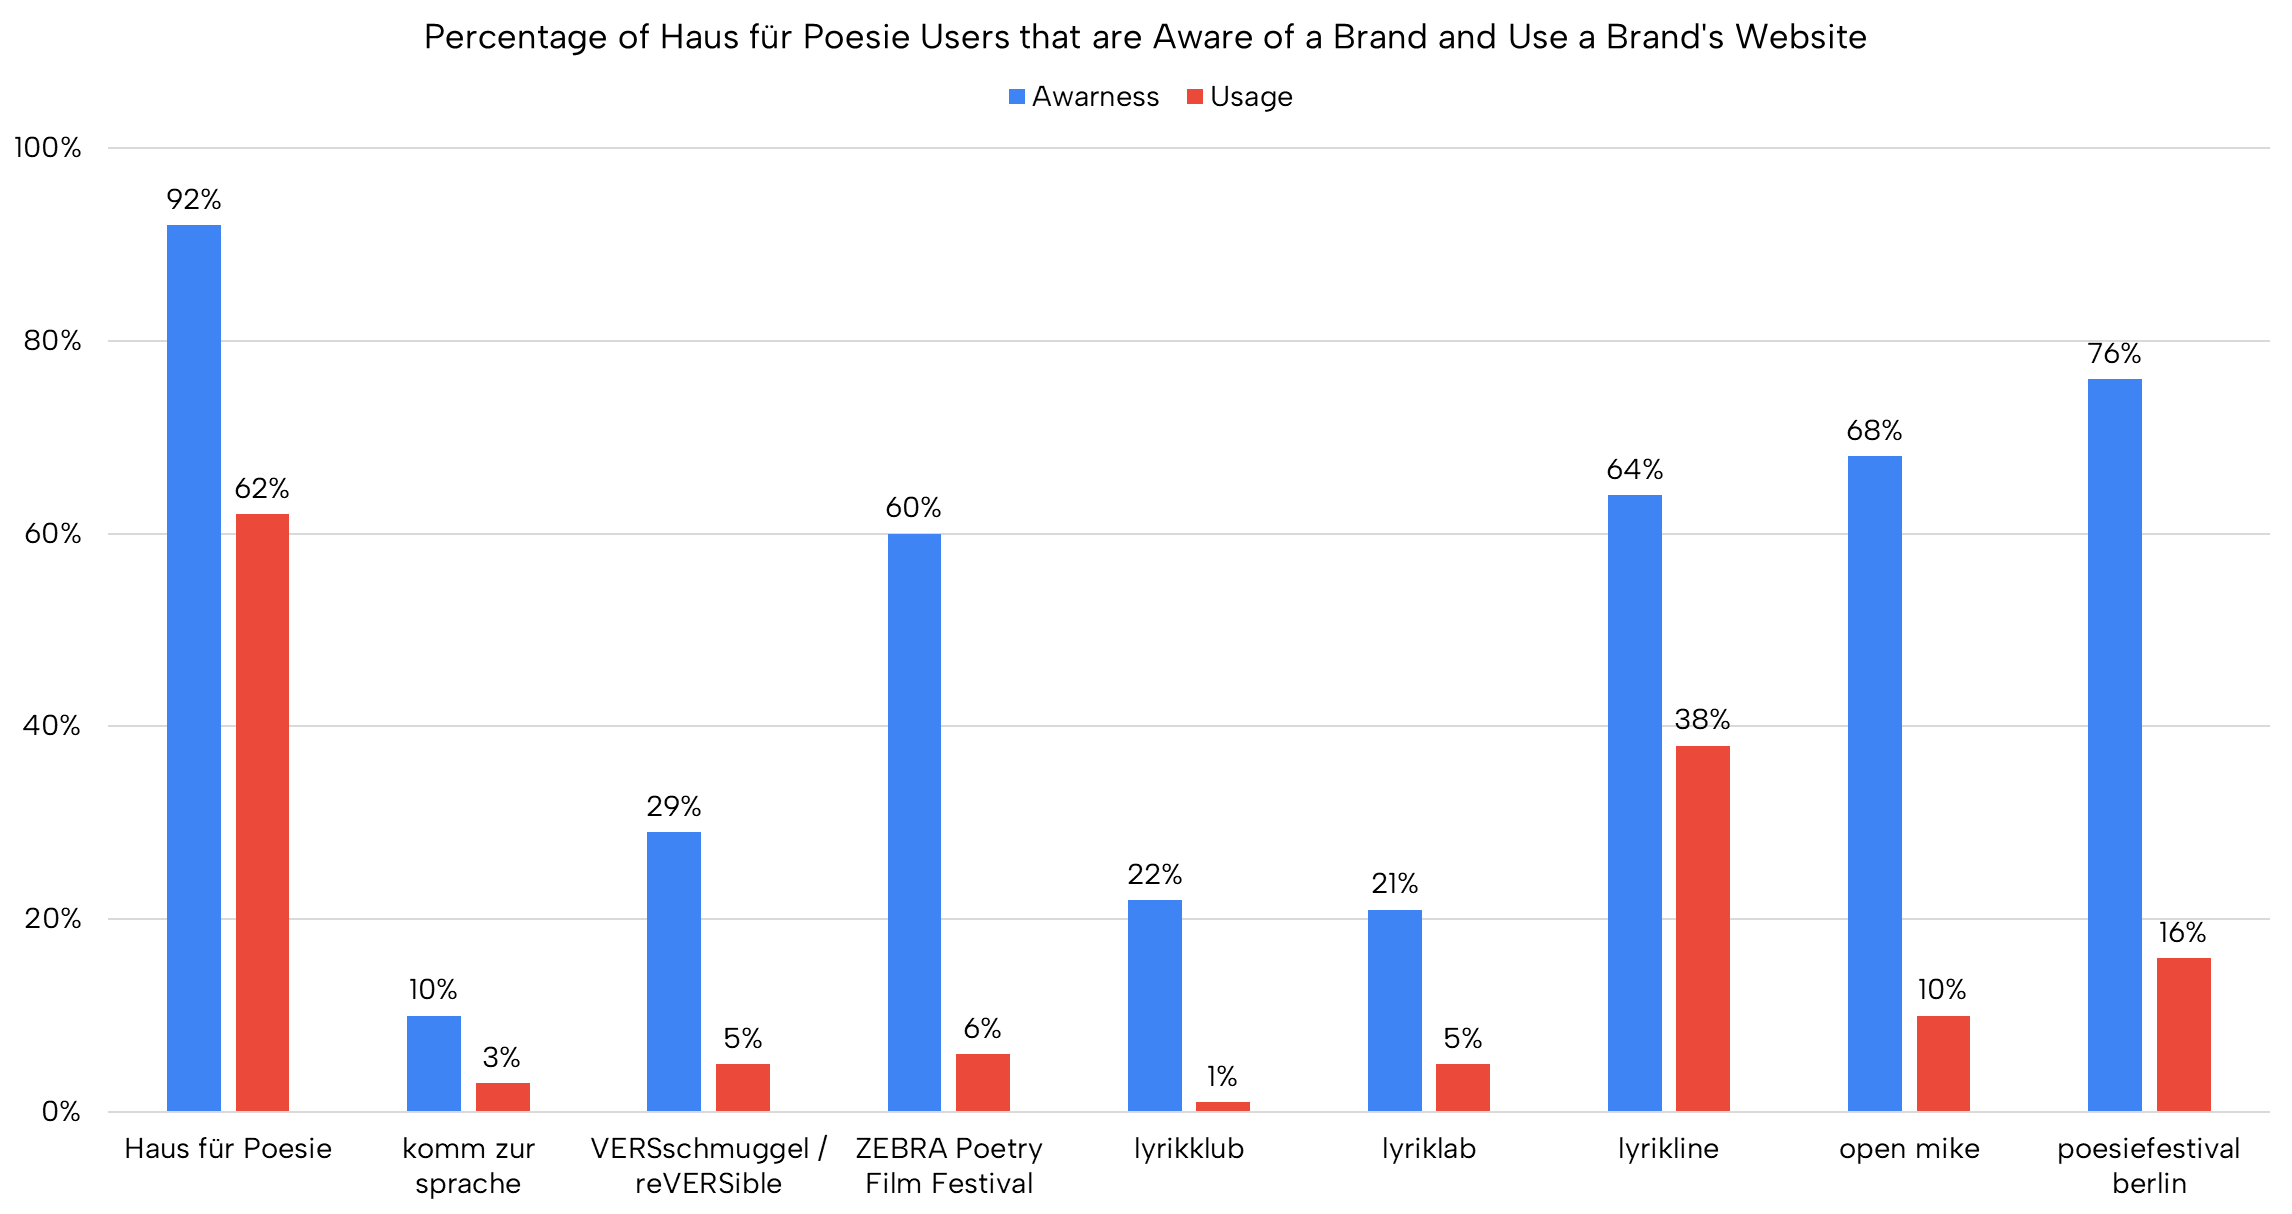 Percentage of Haus für Poesie Users that are Aware of a Brand and Use a Brand's Website
Awarness Usage
100%
80%
60%
40%
20%
0%
92%
62%
10%
3%
29%
5%
60%
6%
22%
1%
21%
5%
64%
38%
68%
10%
76%
16%
Haus für Poesie
komm zur
sprache
VERSschmuggel /
reVERSible
ZEBRA Poetry
Film Festival
lyrikklub
lyriklab
lyrikline
open mike
poesiefestival
berlin